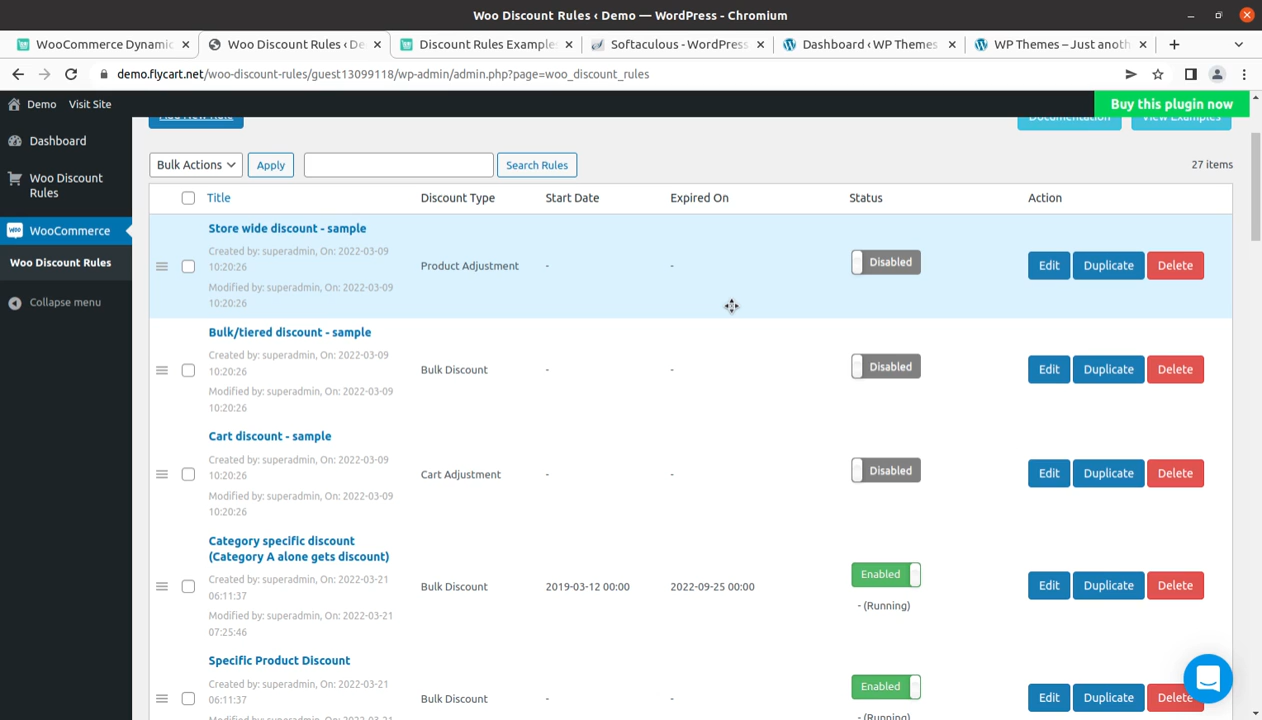 Woo Discount Rules ‹ Demo — WordPress - Chromium
WooCommerce Dynamic
Woo Discount Rules ‹ De
Discount Rules Example
Softaculous - WordPress
Dashboard ‹ WP Themes
WP Themes – Just anoth
demo.flycart.net/woo-discount-rules/guest13099118/wp-admin/admin.php?page=woo_discount_rules
Demo
Visit Site
Buy this plugin now
Dashboard
Woo Discount
Rules
WooCommerce
Woo Discount Rules
Collapse menu
Add New Rule
Documentation
View Examples
Bulk Actions
Apply
Search Rules
27 items
Title
Discount Type
Start Date
Expired On
Status
Action
Store wide discount - sample
Created by: superadmin, On: 2022-03-09
10:20:26
Modified by: superadmin, On: 2022-03-09
10:20:26
Product Adjustment
-
-
Disabled
Edit
Duplicate
Delete
Bulk/tiered discount - sample
Created by: superadmin, On: 2022-03-09
10:20:26
Modified by: superadmin, On: 2022-03-09
10:20:26
Bulk Discount
-
-
Disabled
Edit
Duplicate
Delete
Cart discount - sample
Created by: superadmin, On: 2022-03-09
10:20:26
Modified by: superadmin, On: 2022-03-09
10:20:26
Cart Adjustment
-
-
Disabled
Edit
Duplicate
Delete
Category specific discount
(Category A alone gets discount)
Created by: superadmin, On: 2022-03-21
06:11:37
Modified by: superadmin, On: 2022-03-21
07:25:46
Bulk Discount
2019-03-12 00:00
2022-09-25 00:00
Enabled
- (Running)
Edit
Duplicate
Delete
Specific Product Discount
Created by: superadmin, On: 2022-03-21
06:11:37
Modified by: superadmin, On: 2022-03-21
Bulk Discount
-
-
Enabled
- (Running)
Edit
Duplicate
Delete